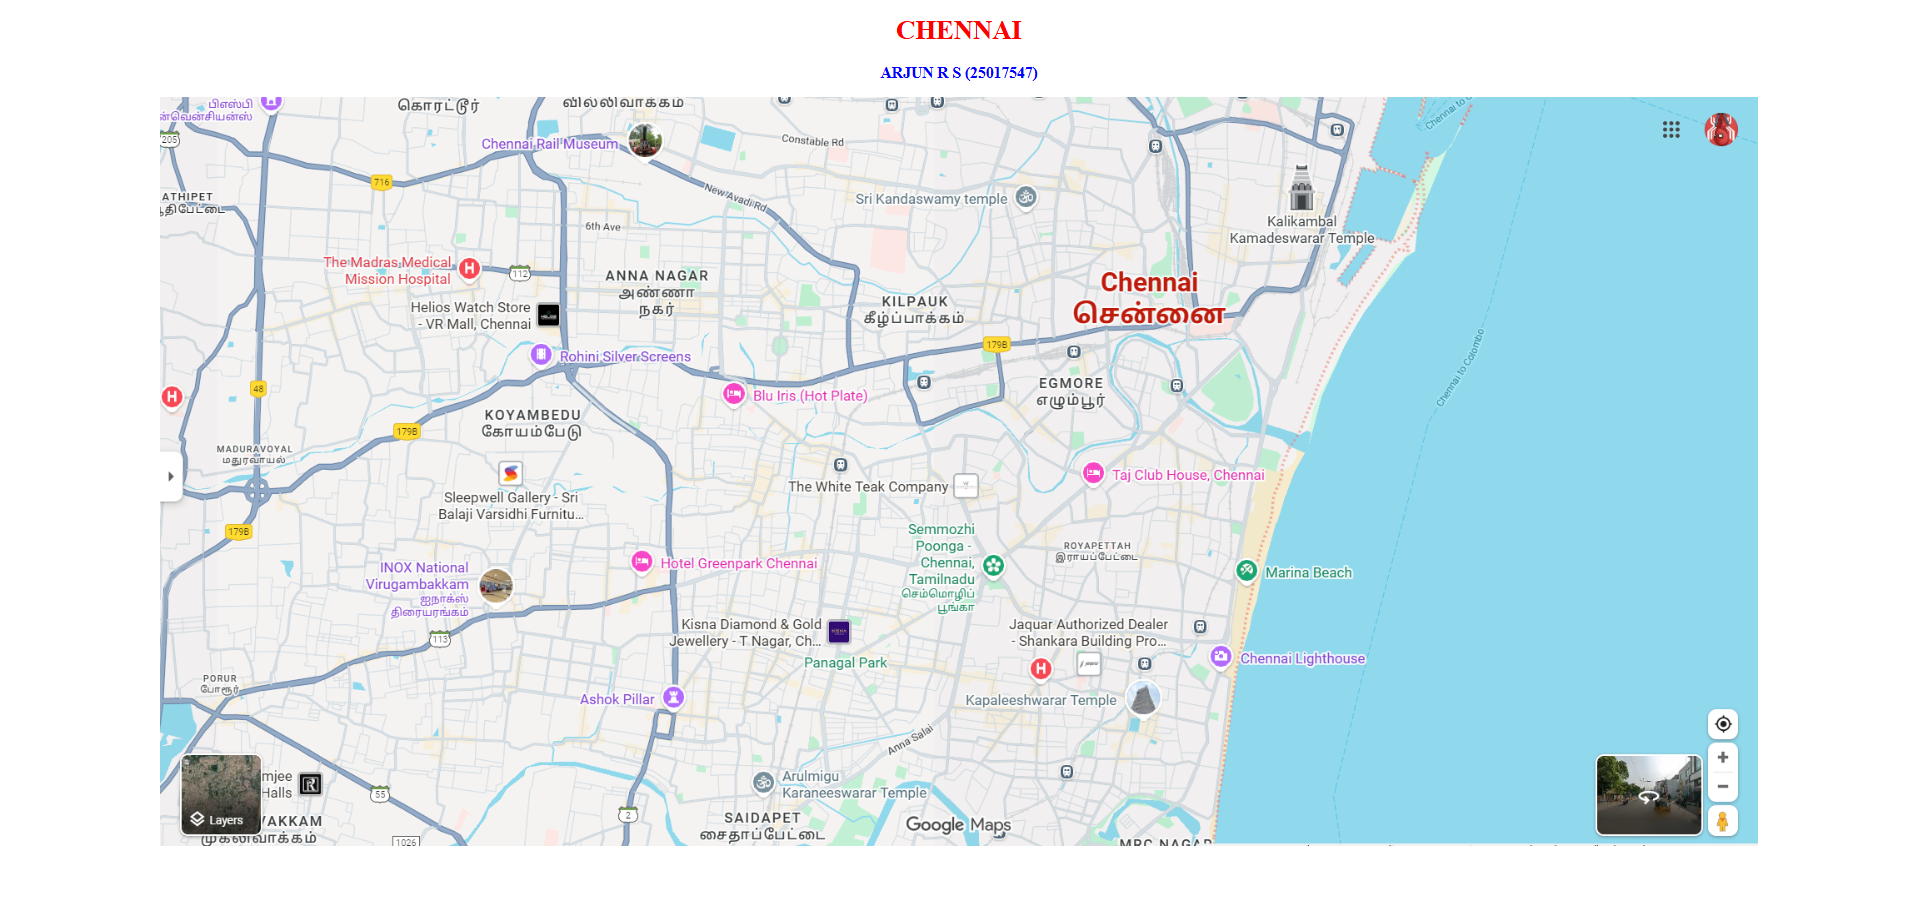 CHENNAI
ARJUN R S (25017547)
பிஎஸ்பி
ன்வென்சியன்ஸ்
கொரட்டூர்
வில்லிவாக்கம்
Chennai to
205
Chennai Rail Museum
Constable Rd
716
New Avadi Rd
ATHIPET
Sri Kandaswamy temple
6th Ave
Kalikambal
Kamadeswarar Temple
The Madras Medical
Mission Hospital
112
ANNA NAGAR
அண்ணா
நகர்
Chennai
சென்னை
Helios Watch Store
- VR Mall, Chennai
KILPAUK
கீழ்ப்பாக்கம்
179B
Rohini Silver Screens
Chennai to Colombo
48
Blu Iris (Hot Plate)
EGMORE
எழும்பூர்
KOYAMBEDU
கோயம்பேடு
179B
MADURAVOYAL
மதுரவாயல்
The White Teak Company
Taj Club House, Chennai
Sleepwell Gallery - Sri
Balaji Varsidhi Furnitu...
179B
Semmozhi
Poonga -
Chennai,
Tamilnadu
செம்மொழிப்
பூங்கா
ROYAPETTAH
இராயப்பேட்டை
INOX National
Virugambakkam
ஐநாக்ஸ்
திரையரங்கம்
Hotel Greenpark Chennai
Marina Beach
113
Kisna Diamond & Gold
Jewellery - T Nagar, Ch...
Jaquar Authorized Dealer
- Shankara Building Pro...
Panagal Park
Chennai Lighthouse
PORUR
போரூர்
Ashok Pillar
Kapaleeshwarar Temple
Anna Salai
mjee
Halls
55
Arulmigu
Karaneeswarar Temple
2
Layers
VAKKAM
முகலிவாக்கம்
1026
SAIDAPET
சைதாப்பேட்டை
Google Maps
MRC NAGAR